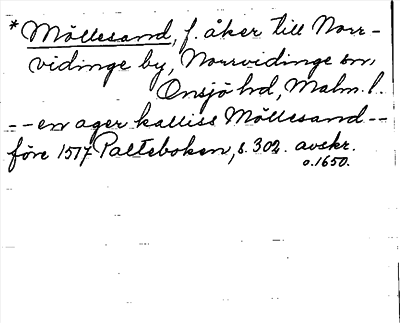 *Möllesand, f. åker till Norr-
vidinge by, Norrvidinge sn,
Onsjö hd, Malm. l.
-- en ager kalliss Möllesand --
före 1517 Palteboken, s. 302. avskr.
o. 1650.